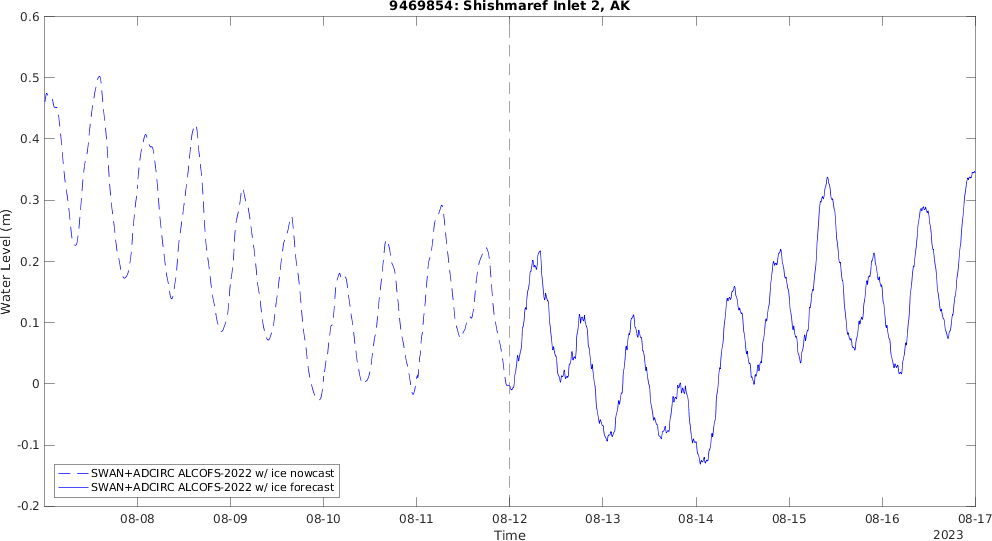 9469854: Shishmaref Inlet 2, AK
0.6
0.5
0.4
0.3
0.2
0.1
0
-0.1
-0.2
Water Level (m)
SWAN+ADCIRC ALCOFS-2022 w/ ice nowcast
SWAN+ADCIRC ALCOFS-2022 w/ ice forecast
08-08 08-09 08-10 08-11 08-12 08-13 08-14 08-15 08-16 08-17
Time
2023